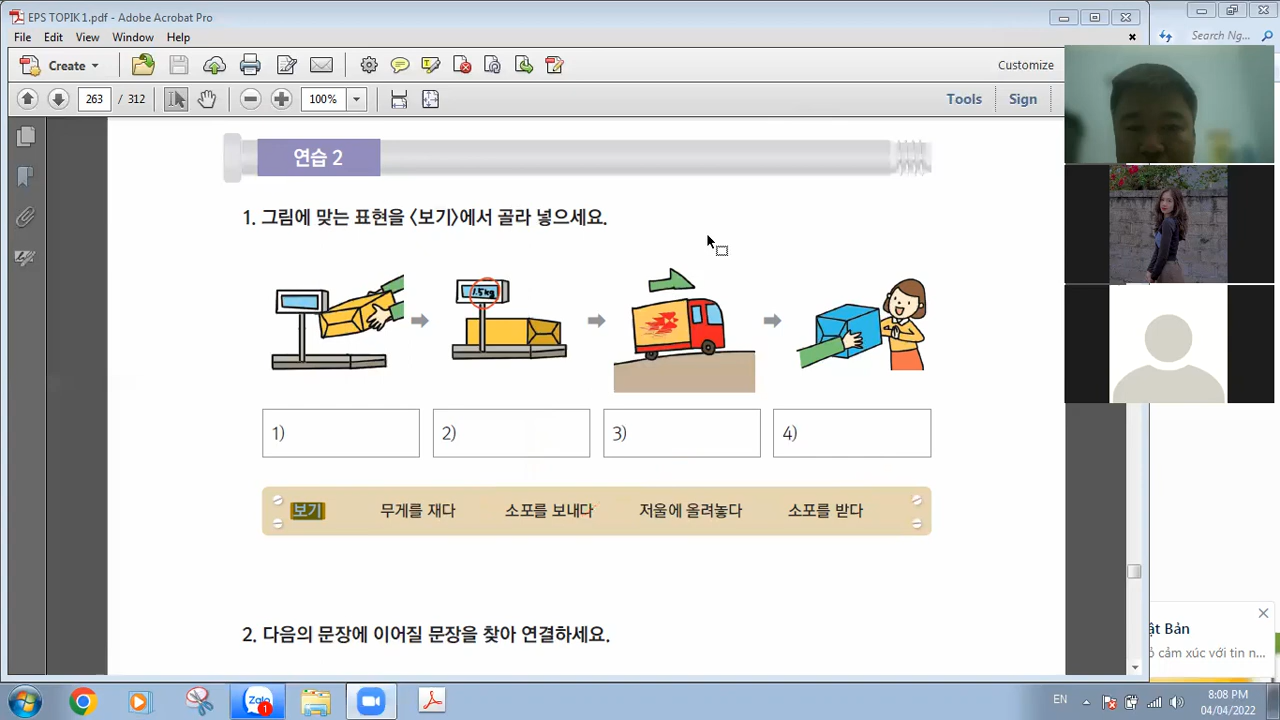 EPS TOPIK 1.pdf - Adobe Acrobat Pro
File Edit View Window Help
Search Ng...
Create
Customize
263 / 312
100%
Tools Sign
연습 2
1. 그림에 맞는 표현을 〈보기〉에서 골라 넣으세요.
1.5kg
1) 2) 3) 4)
보기 무게를 재다 소포를 보내다 저울에 올려놓다 소포를 받다
2. 다음의 문장에 이어질 문장을 찾아 연결하세요.
ật Bản
ỏ cảm xúc với tin n...
Zalo
1
EN
8:08 PM
04/04/2022